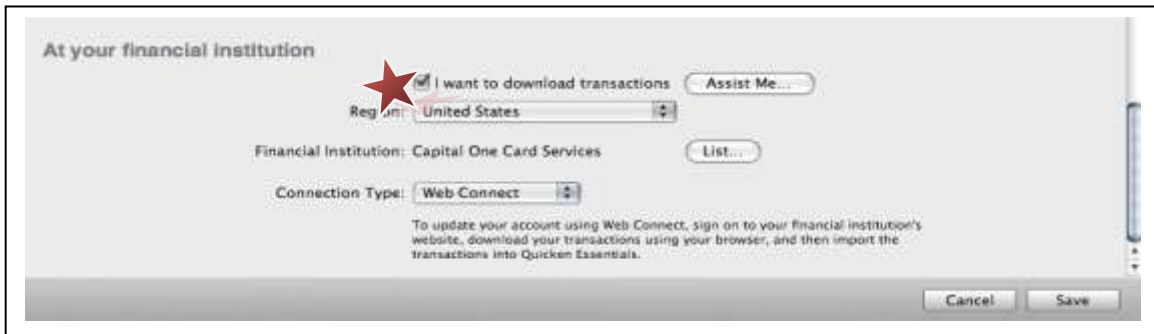 At your financial institution
I want to download transactions Assist Me...
Region: United States
Financial Institution: Capital One Card Services List...
Connection Type: Web Connect
To update your account using Web Connect, sign on to your financial institution's
website, download your transactions using your browser, and then import the
transactions into Quicken Essentials.
Cancel Save